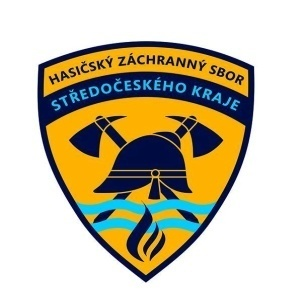 HASIČSKÝ ZÁCHRANNÝ SBOR
STŘEDOČESKÉHO KRAJE